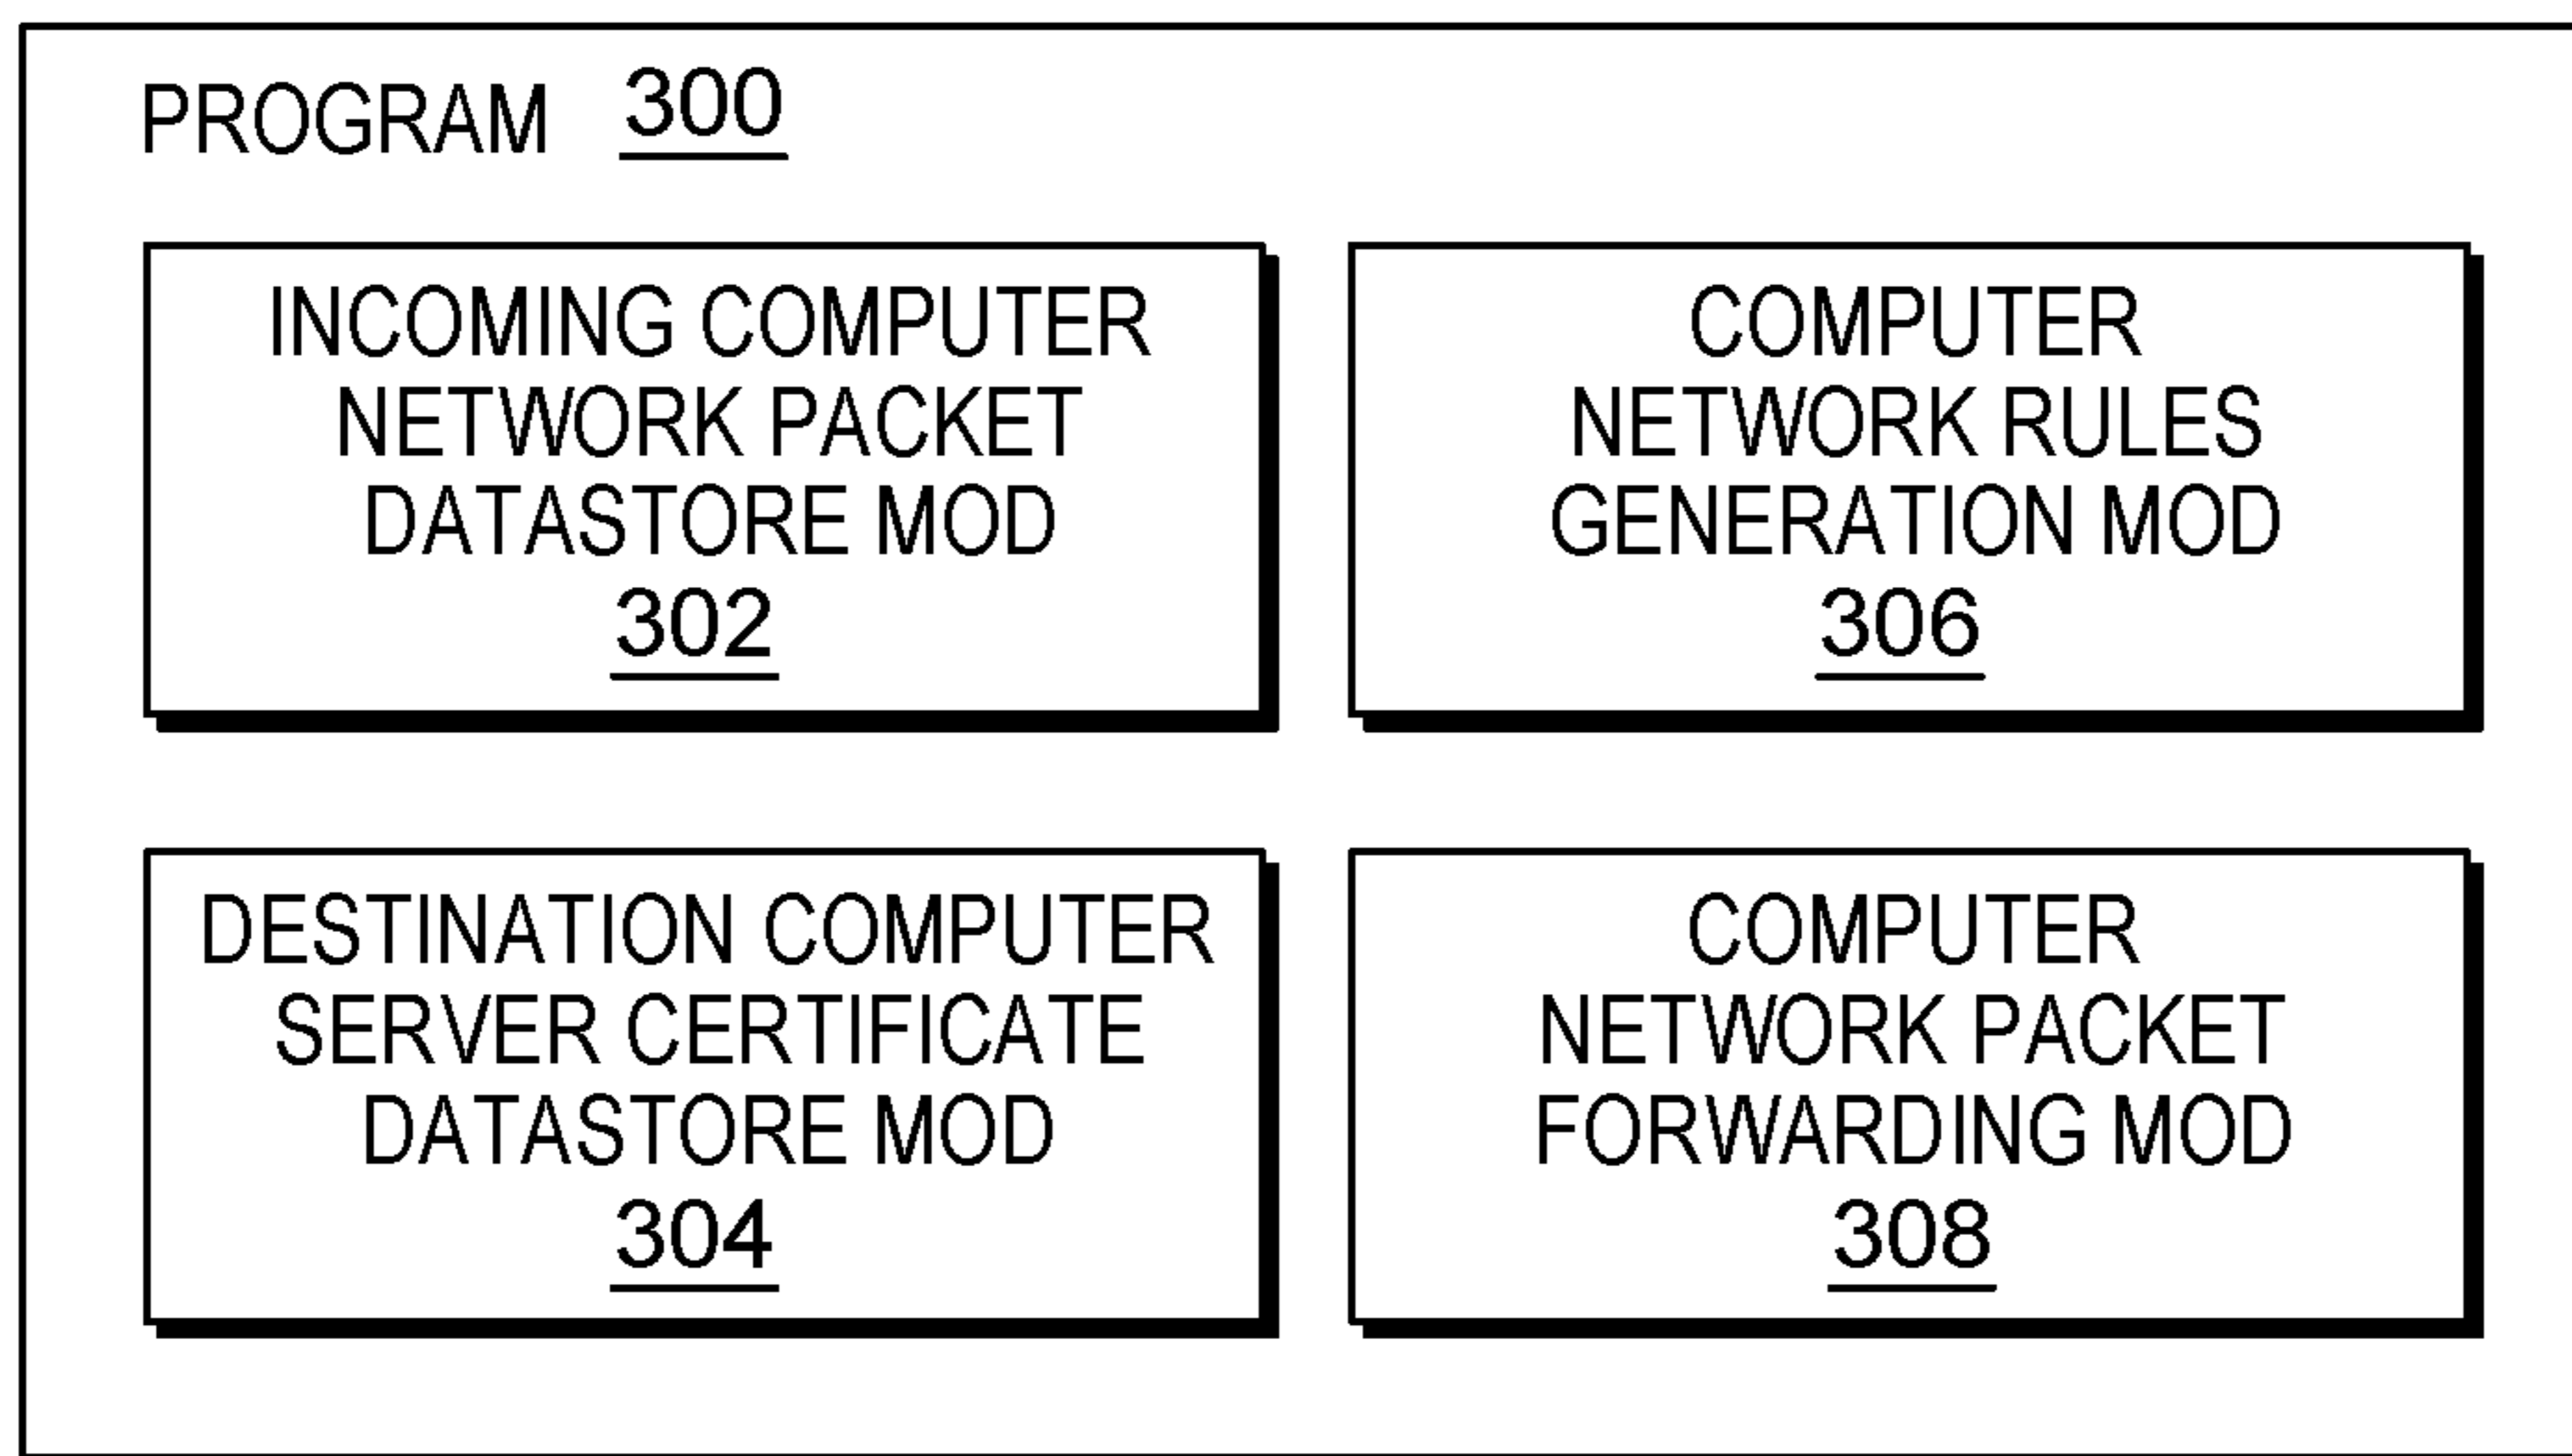 PROGRAM 300
INCOMING COMPUTER
NETWORK PACKET
DATASTORE MOD
302
COMPUTER
NETWORK RULES
GENERATION MOD
306
DESTINATION COMPUTER
SERVER CERTIFICATE
DATASTORE MOD
304
COMPUTER
NETWORK PACKET
FORWARDING MOD
308